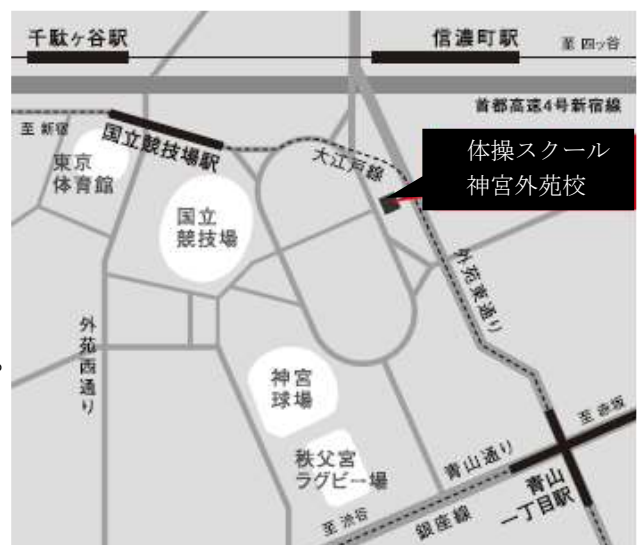 千駄ヶ谷駅
信濃町駅
至 四ッ谷
首都高速4号新宿線
至 新宿
国立競技場駅
大江戸線
体操スクール
神宮外苑校
東京
体育館
国立
競技場
外苑東通り
外苑西通り
神宮
球場
至 赤坂
秩父宮
ラグビー場
青山通り
青山
一丁目駅
至 渋谷
銀座線